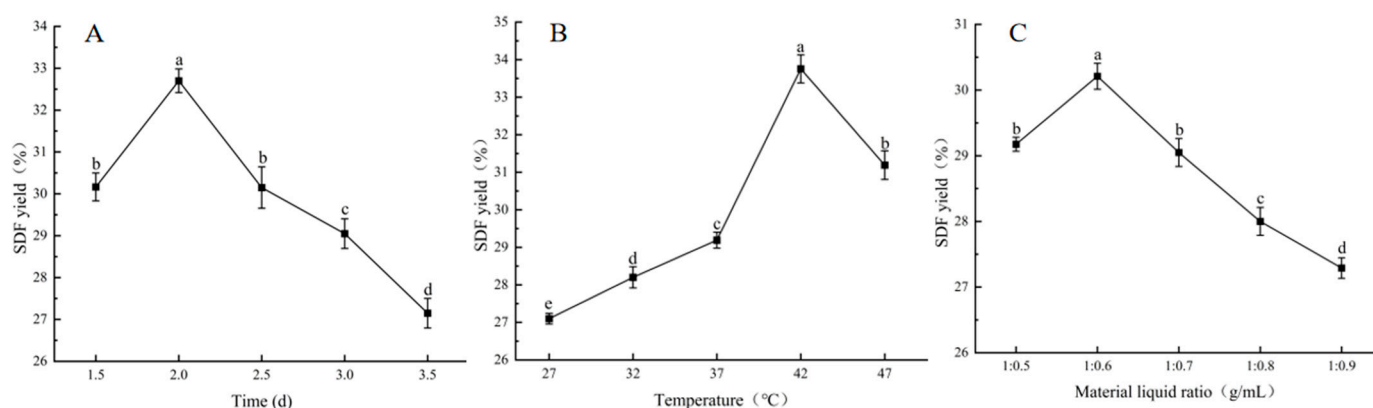 A
SDF yield（%）
34
33
32
31
30
29
28
27
26
b
a
b
c
d
1.5 2.0 2.5 3.0 3.5
Time (d)
B
SDF yield（%）
35
34
33
32
31
30
29
28
27
26
e
d
c
a
b
27 32 37 42 47
Temperature（°C）
C
SDF yield（%）
31
30
29
28
27
26
b
a
b
c
d
1:0.5 1:0.6 1:0.7 1:0.8 1:0.9
Material liquid ratio（g/mL）